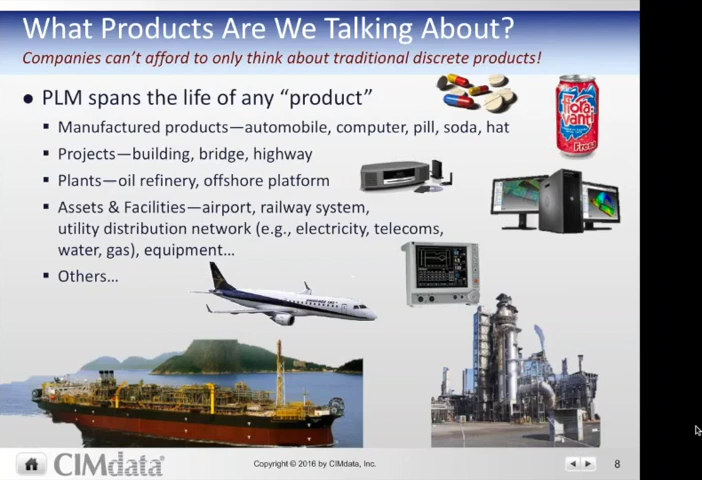 What Products Are We Talking About?
Companies can't afford to only think about traditional discrete products!
● PLM spans the life of any “product”
▪ Manufactured products—automobile, computer, pill, soda, hat
▪ Projects—building, bridge, highway
▪ Plants—oil refinery, offshore platform
▪ Assets & Facilities—airport, railway system,
utility distribution network (e.g., electricity, telecoms,
water, gas), equipment…
▪ Others…
Fiora
vanti
Fresa
CIMdata®
Copyright © 2016 by CIMdata, Inc.
8